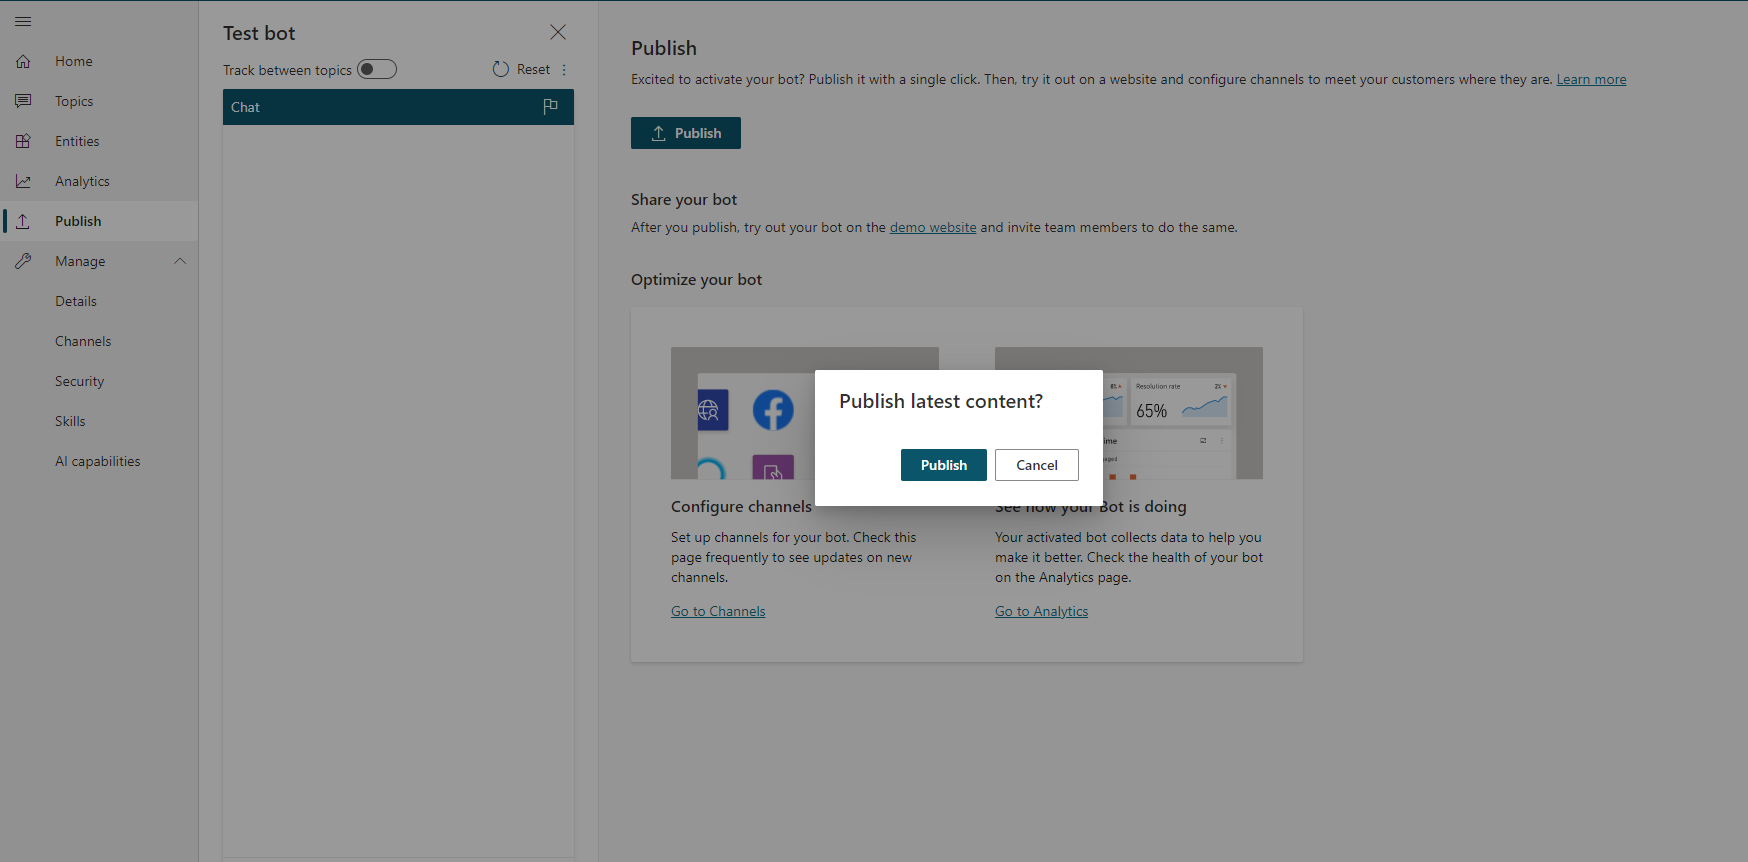 Home
Topics
Entities
Analytics
Publish
Manage
Details
Channels
Security
Skills
AI capabilities
Test bot
Track between topics
Reset
Chat
Publish
Excited to activate your bot? Publish it with a single click. Then, try it out on a website and configure channels to meet your customers where they are. Learn more
Publish
Share your bot
After you publish, try out your bot on the demo website and invite team members to do the same.
Optimize your bot
Resolution rate
65%
Publish latest content?
Publish
Cancel
Configure channels
Set up channels for your bot. Check this
page frequently to see updates on new
channels.
Go to Channels
See how your Bot is doing
Your activated bot collects data to help you
make it better. Check the health of your bot
on the Analytics page.
Go to Analytics